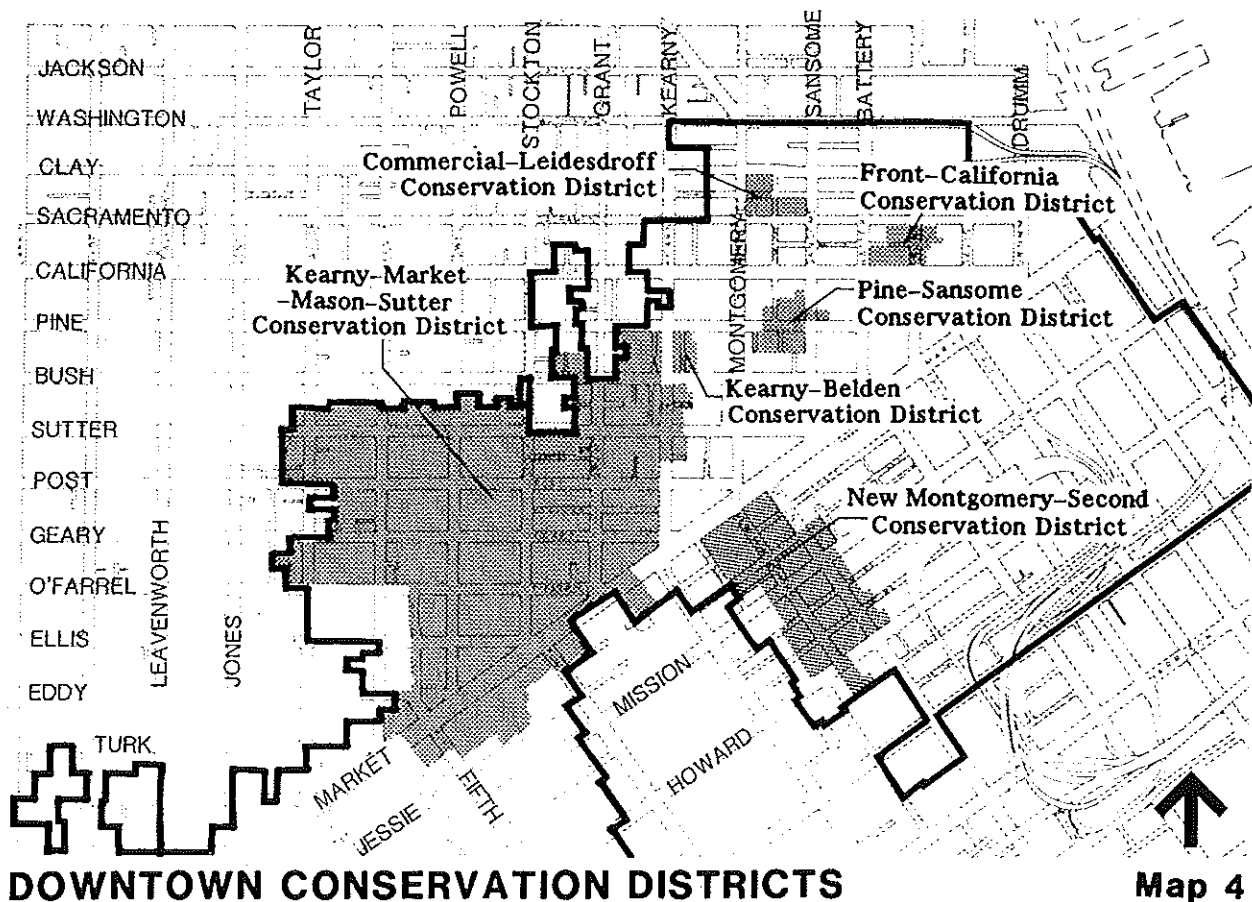 TAYLOR
POWELL
STOCKTON
GRANT
KEARNY
SANSOME
BATTERY
DRUMM
JACKSON
WASHINGTON
CLAY
SACRAMENTO
CALIFORNIA
PINE
BUSH
SUTTER
POST
GEARY
O'FARREL
ELLIS
EDDY
TURK
LEAVENWORTH
JONES
MONTGOMERY
Commercial-Leidesdroff
Conservation District
Front-California
Conservation District
Kearny-Market
-Mason-Sutter
Conservation District
Pine-Sansome
Conservation District
Kearny-Belden
Conservation District
New Montgomery-Second
Conservation District
MISSION
HOWARD
MARKET
JESSIE
FIFTH
DOWNTOWN CONSERVATION DISTRICTS
Map 4